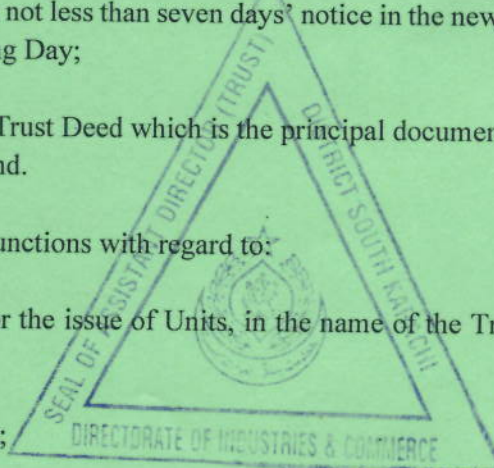 not less than seven days’ notice in the new
g Day;
Trust Deed which is the principal documen
nd.
unctions with regard to:
r the issue of Units, in the name of the Tr
;
SEAL OF ASSISTANT DIRECTOR (TRUST)
DISTRICT SOUTH KARACHI
DIRECTORATE OF INDUSTRIES & COMMERCE